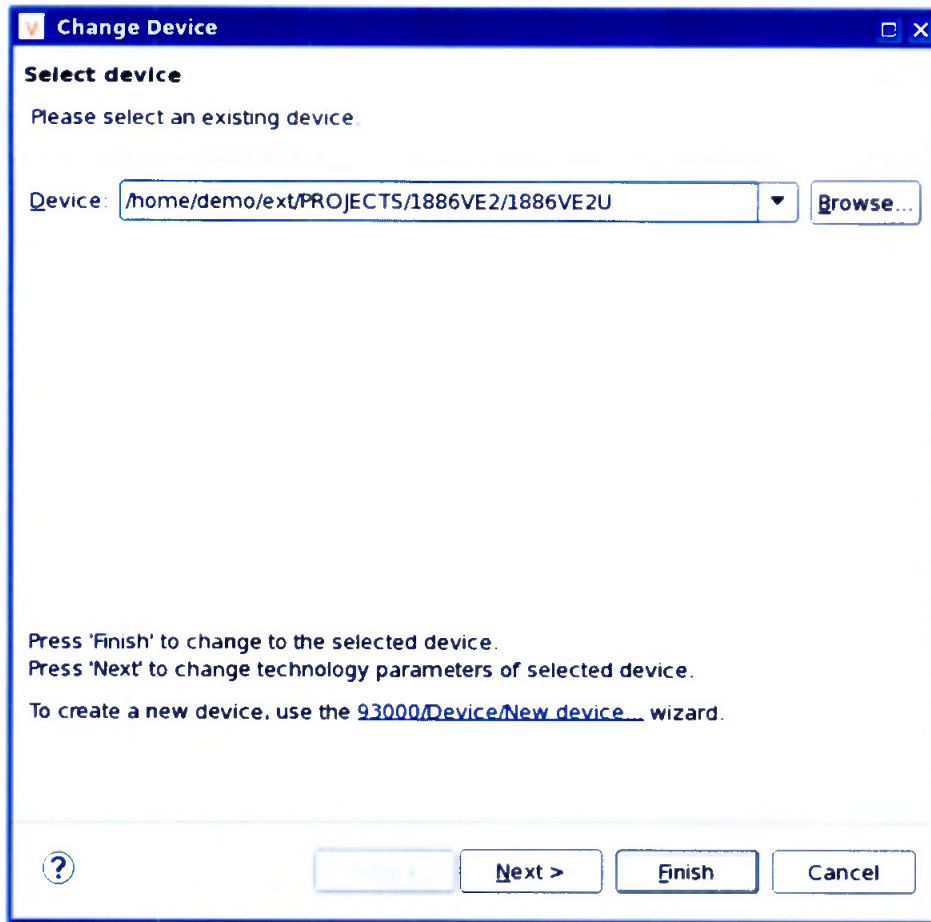 V Change Device
Select device
Please select an existing device.
Device: /home/demo/ext/PROJECTS/1886VE2/1886VE2U Browse...
Press 'Finish' to change to the selected device.
Press 'Next' to change technology parameters of selected device.
To create a new device, use the 93000/Device/New device... wizard.
? Next > Finish Cancel